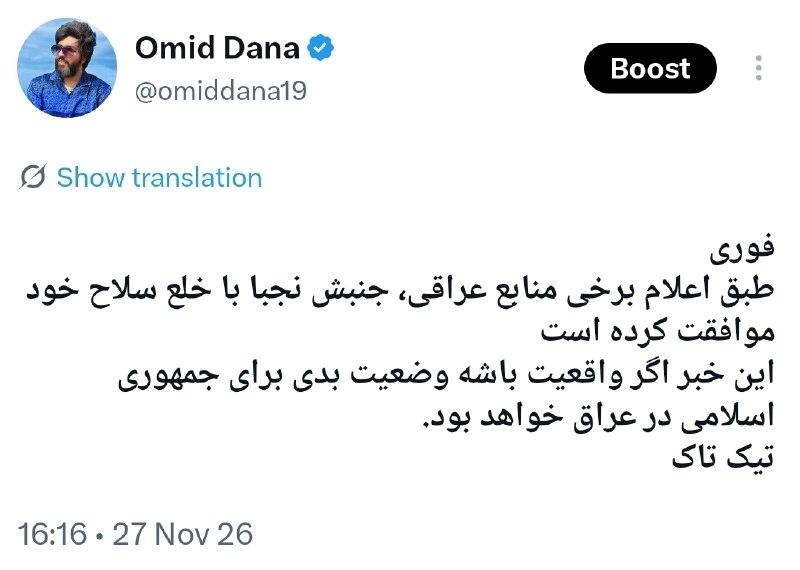 Omid Dana
@omiddana19
Boost
Show translation
فوری
طبق اعلام برخی منابع عراقی، جنبش نجبا با خلع سلاح خود
موافقت کرده است
این خبر اگر واقعیت باشه وضعیت بدی برای جمهوری
اسلامی در عراق خواهد بود.
تیک تاک
16:16 • 27 Nov 26